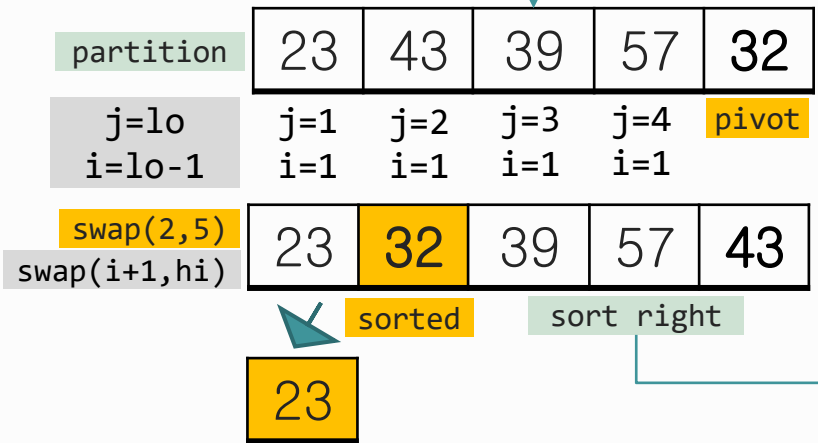 partition 23 43 39 57 32
j=lo j=1 j=2 j=3 j=4 pivot
i=lo-1 i=1 i=1 i=1 i=1
swap(2,5)
swap(i+1,hi) 23 32 39 57 43
sorted sort right
23